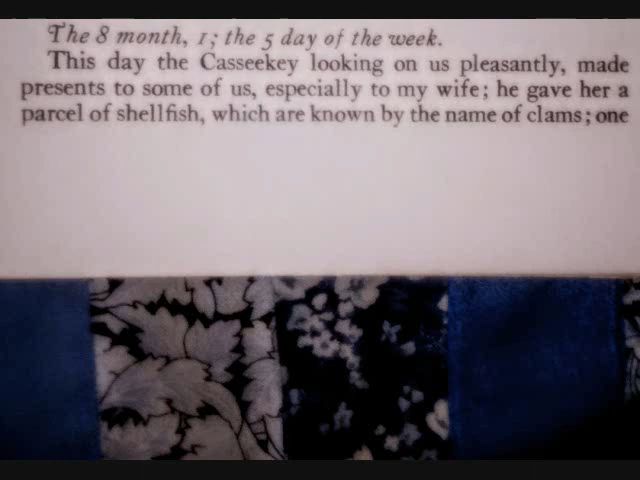 The 8 month, 1; the 5 day of the week.
This day the Casseekey looking on us pleasantly, made
presents to some of us, especially to my wife; he gave her a
parcel of shellfish, which are known by the name of clams; one